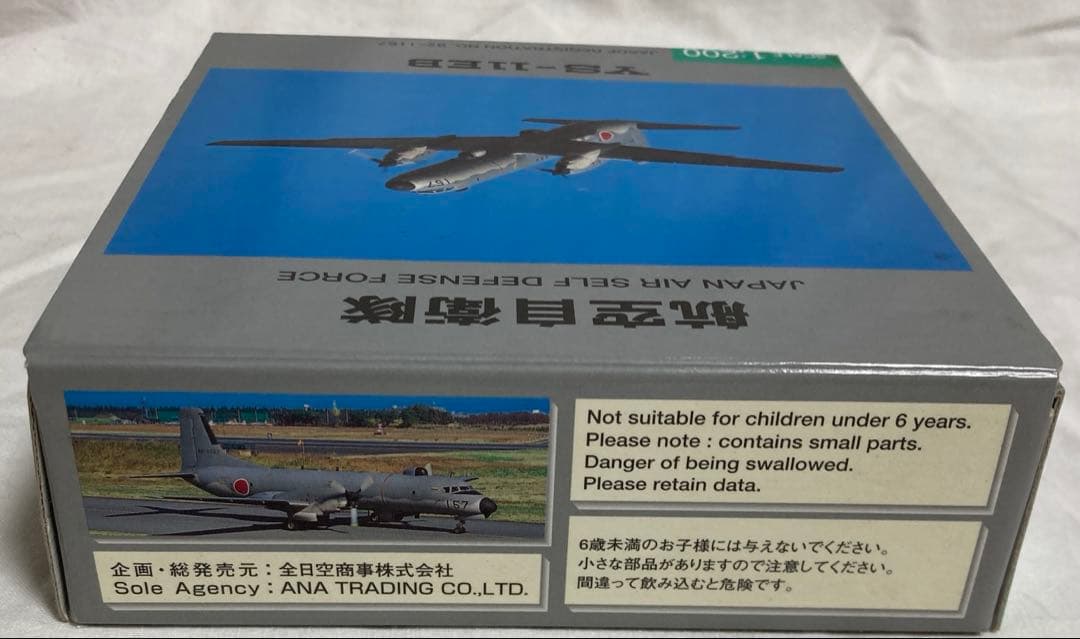 SCALE 1:200
YS-11EB
JAPAN AIR SELF DEFENSE FORCE
航空自衛隊
157
157
Not suitable for children under 6 years.
Please note : contains small parts.
Danger of being swallowed.
Please retain data.
企画・総発売元：全日空商事株式会社
Sole Agency : ANA TRADING CO.,LTD.
6歳未満のお子様には与えないでください。
小さな部品がありますので注意してください。
間違って飲み込むと危険です。